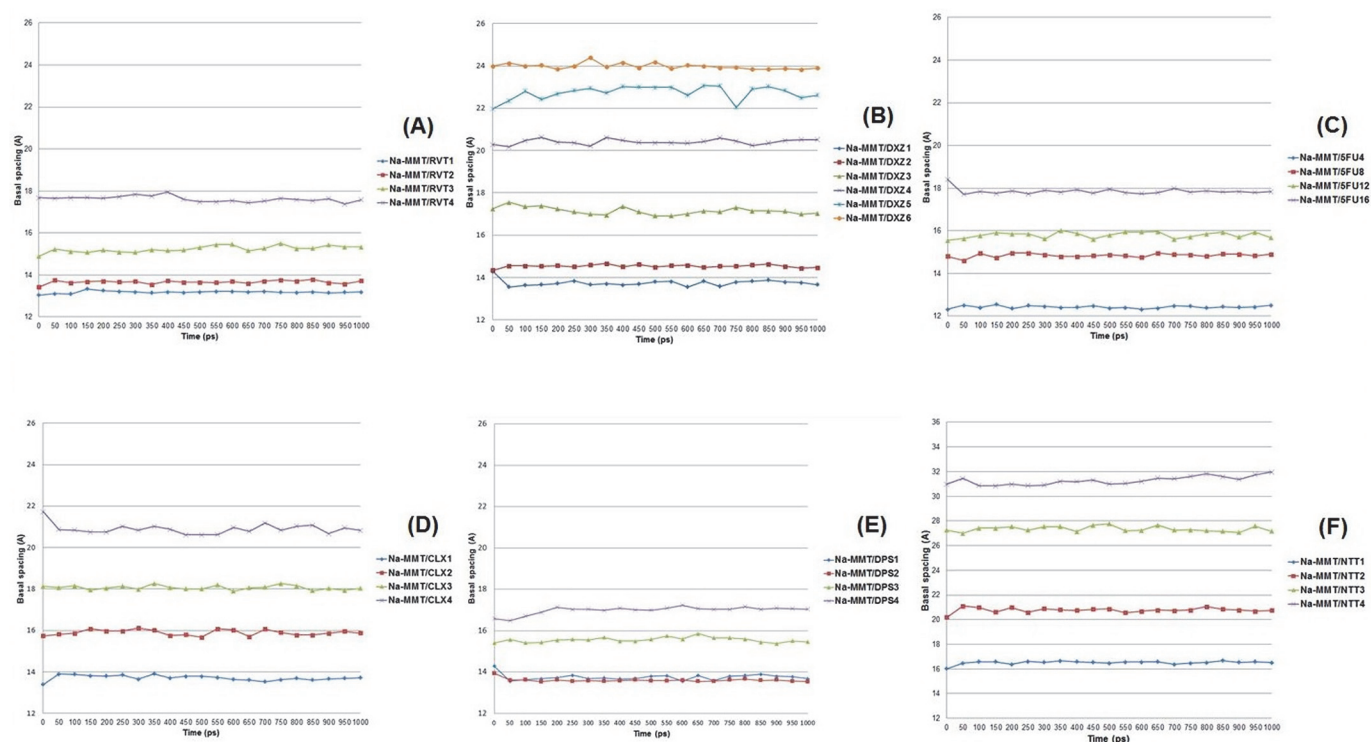 26
24
22
20
18
16
14
12
Basal spacing (A)
0 50 100 150 200 250 300 350 400 450 500 550 600 650 700 750 800 850 900 950 1000
Time (ps)
(A)
Na-MMT/RVT1
Na-MMT/RVT2
Na-MMT/RVT3
Na-MMT/RVT4
26
24
22
20
18
16
14
12
Basal spacing (A)
0 50 100 150 200 250 300 350 400 450 500 550 600 650 700 750 800 850 900 950 1000
Time (ps)
(B)
Na-MMT/DXZ1
Na-MMT/DXZ2
Na-MMT/DXZ3
Na-MMT/DXZ4
Na-MMT/DXZ5
Na-MMT/DXZ6
26
24
22
20
18
16
14
12
Basal spacing (A)
0 50 100 150 200 250 300 350 400 450 500 550 600 650 700 750 800 850 900 950 1000
Time (ps)
(C)
Na-MMT/5FU8
Na-MMT/5FU8
Na-MMT/5FU12
Na-MMT/5FU16
26
24
22
20
18
16
14
12
Basal spacing (A)
0 50 100 150 200 250 300 350 400 450 500 550 600 650 700 750 800 850 900 950 1000
Time (ps)
(D)
Na-MMT/CLX1
Na-MMT/CLX2
Na-MMT/CLX3
Na-MMT/CLX4
26
24
22
20
18
16
14
12
Basal spacing (A)
0 50 100 150 200 250 300 350 400 450 500 550 600 650 700 750 800 850 900 950 1000
Time (ps)
(E)
Na-MMT/DPS1
Na-MMT/DPS2
Na-MMT/DPS3
Na-MMT/DPS4
36
34
32
30
28
26
24
22
20
18
16
14
12
Basal spacing (A)
0 50 100 150 200 250 300 350 400 450 500 550 600 650 700 750 800 850 900 950 1000
Time (ps)
(F)
Na-MMT/NTT1
Na-MMT/NTT2
Na-MMT/NTT3
Na-MMT/NTT4